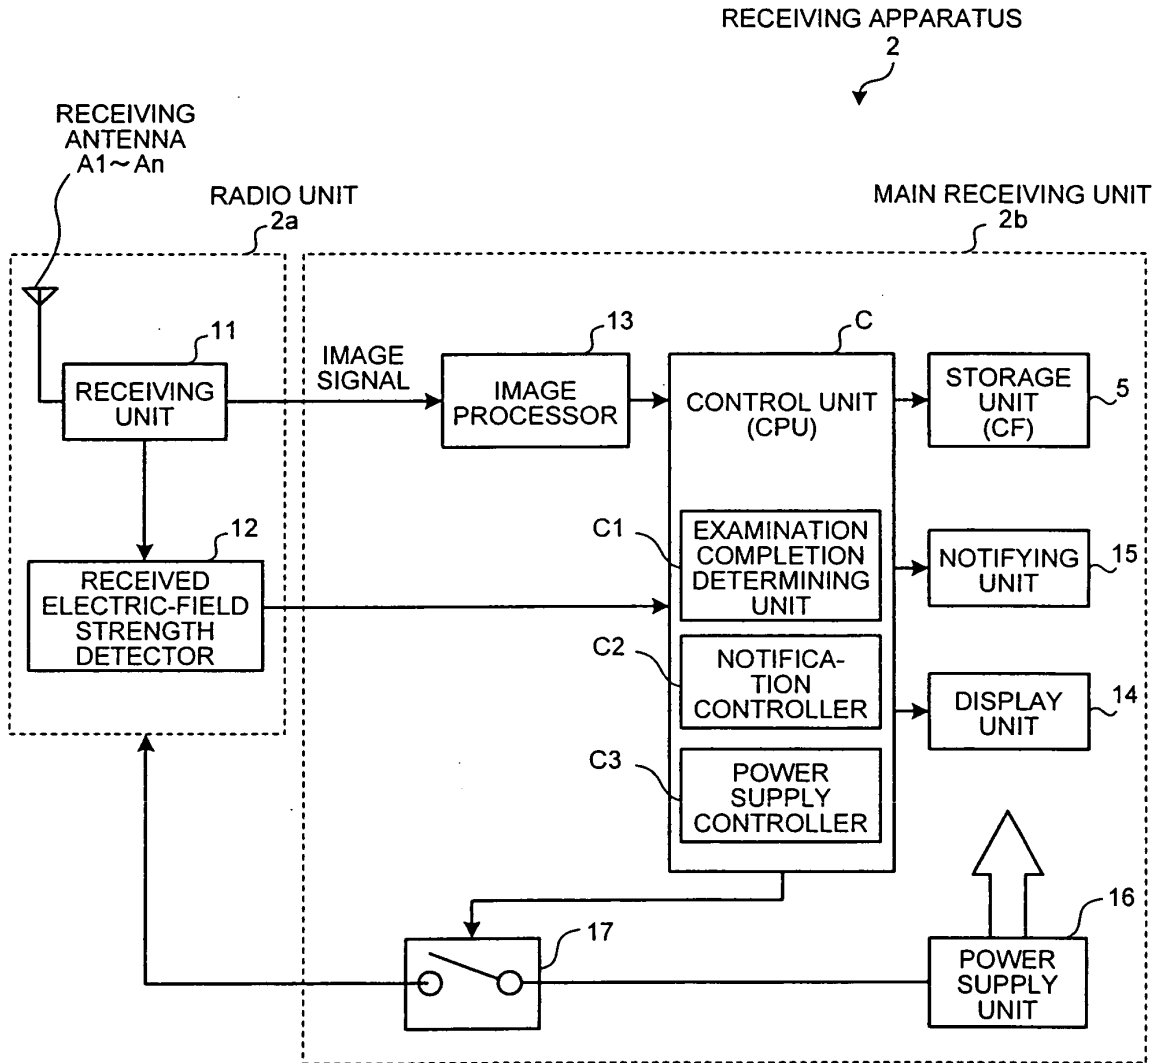 RECEIVING APPARATUS
2
RECEIVING
ANTENNA
A1~An
RADIO UNIT
2a
MAIN RECEIVING UNIT
2b
11
RECEIVING
UNIT
IMAGE
SIGNAL
13
IMAGE
PROCESSOR
C
CONTROL UNIT
(CPU)
STORAGE
UNIT
(CF)
5
12
RECEIVED
ELECTRIC-FIELD
STRENGTH
DETECTOR
C1
EXAMINATION
COMPLETION
DETERMINING
UNIT
NOTIFYING
UNIT
15
C2
NOTIFICA-
TION
CONTROLLER
DISPLAY
UNIT
14
C3
POWER
SUPPLY
CONTROLLER
17
16
POWER
SUPPLY
UNIT